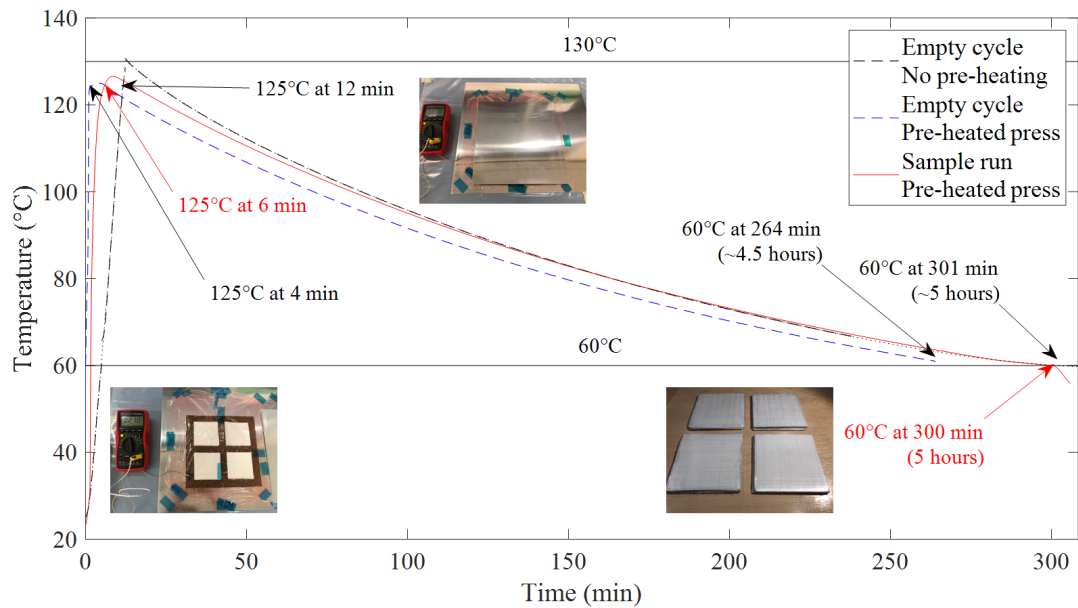 140
120
100
80
60
40
20
0
50
100
150
200
250
300
Temperature (°C)
Time (min)
130°C
60°C
125°C at 12 min
125°C at 6 min
125°C at 4 min
60°C at 264 min
(~4.5 hours)
60°C at 301 min
(~5 hours)
60°C at 300 min
(5 hours)
Empty cycle
No pre-heating
Empty cycle
Pre-heated press
Sample run
Pre-heated press